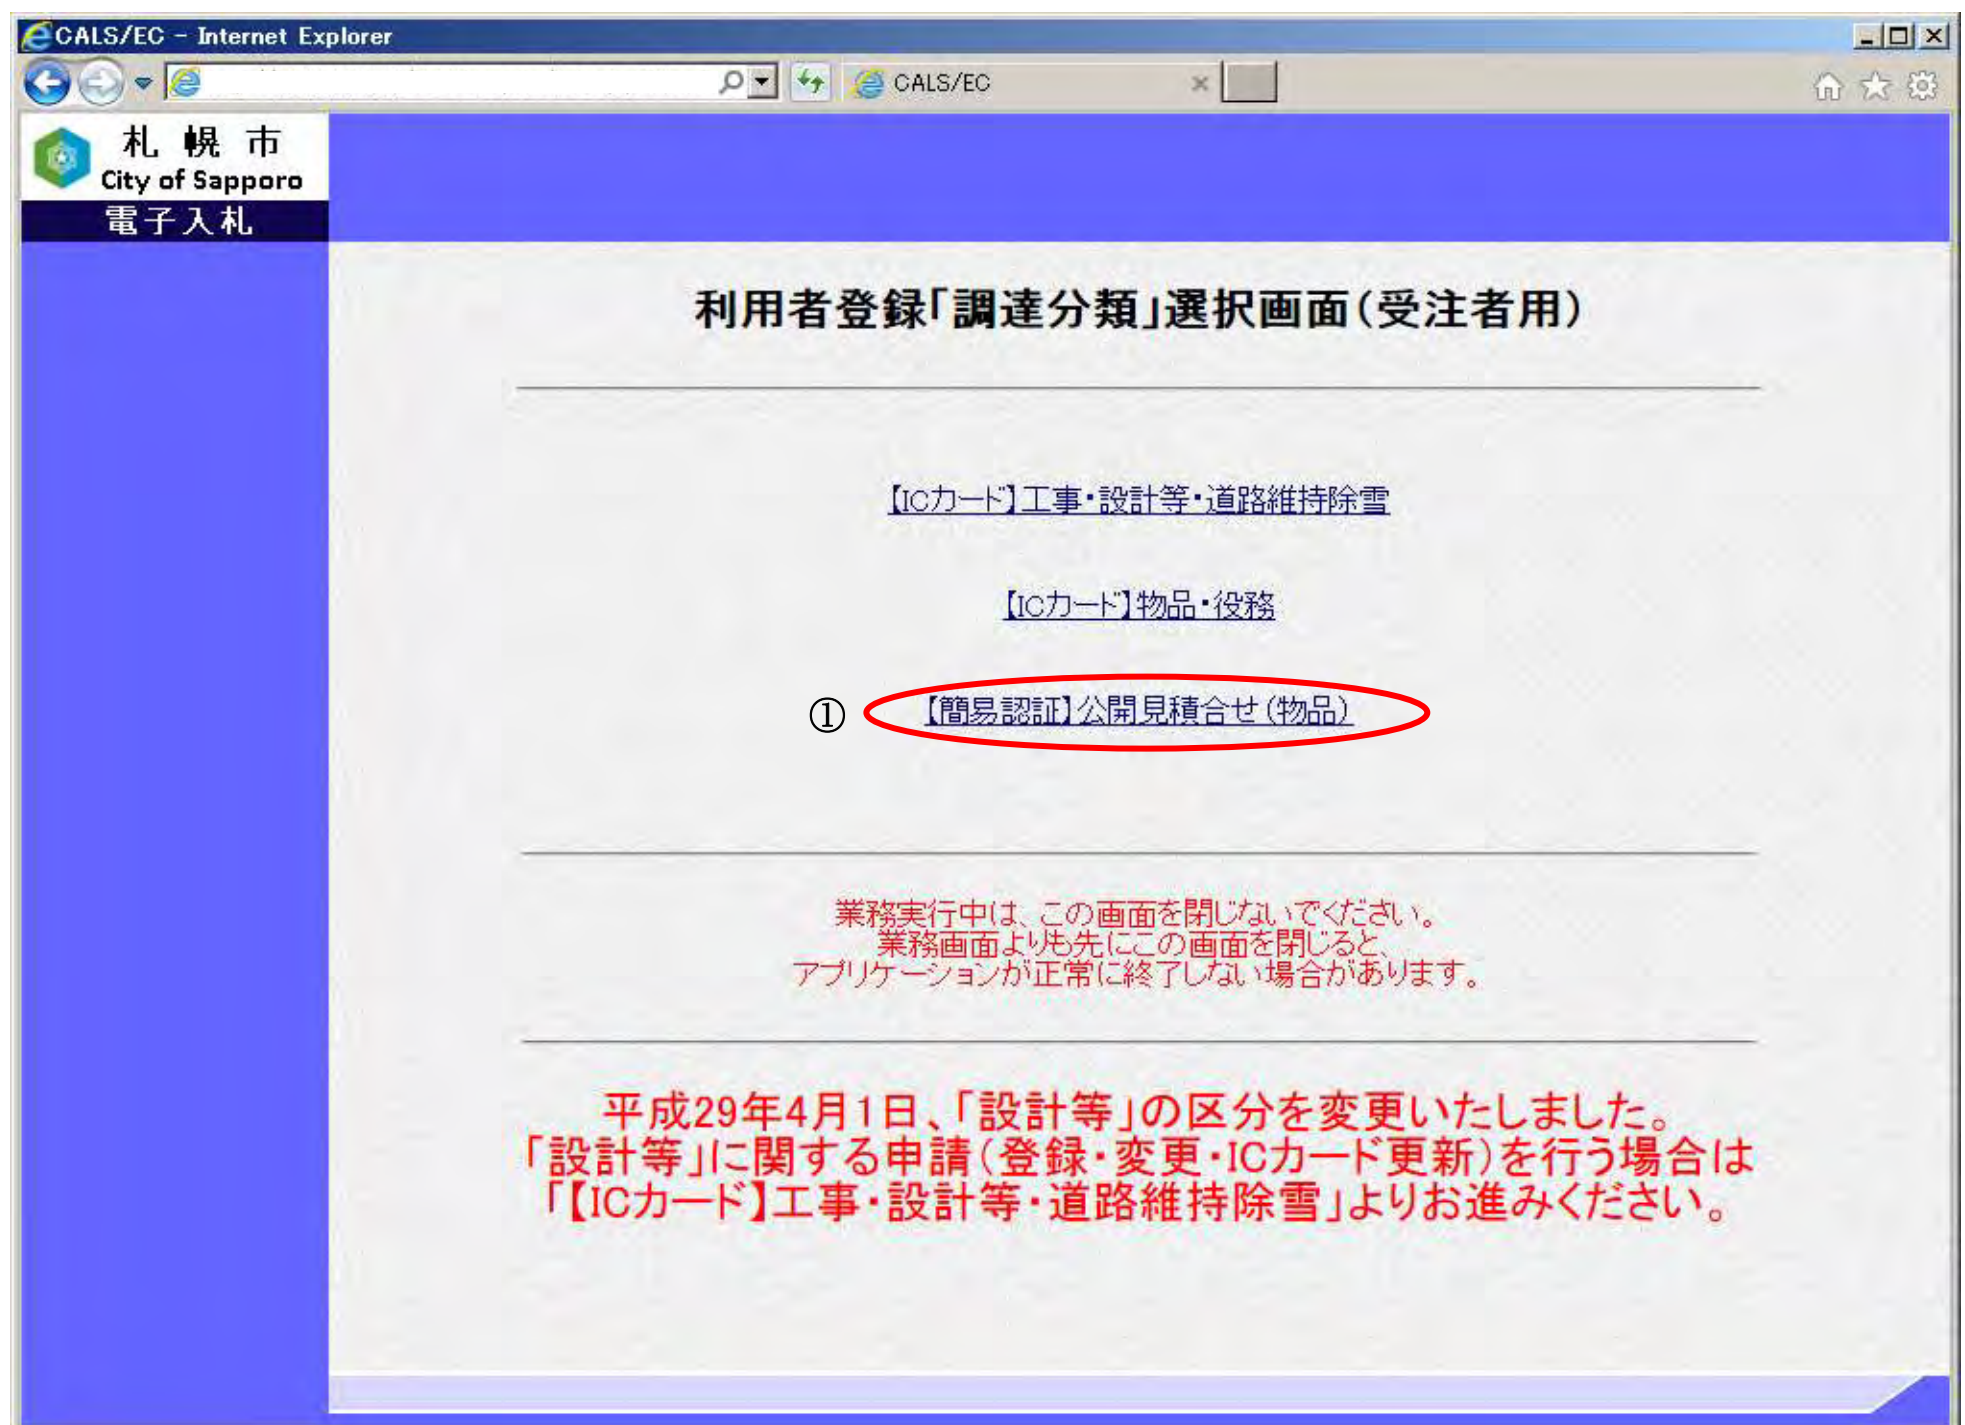 CALS/EC - Internet Explorer
CALS/EC
札幌市
City of Sapporo
電子入札
利用者登録「調達分類」選択画面(受注者用)
【ICカード】工事・設計等・道路維持除雪
【ICカード】物品・役務
① 【簡易認証】公開見積合せ(物品)
業務実行中は、この画面を閉じないでください。
業務画面よりも先にこの画面を閉じると、
アプリケーションが正常に終了しない場合があります。
平成29年4月1日、「設計等」の区分を変更いたしました。
「設計等」に関する申請(登録・変更・ICカード更新)を行う場合は
「【ICカード】工事・設計等・道路維持除雪」よりお進みください。